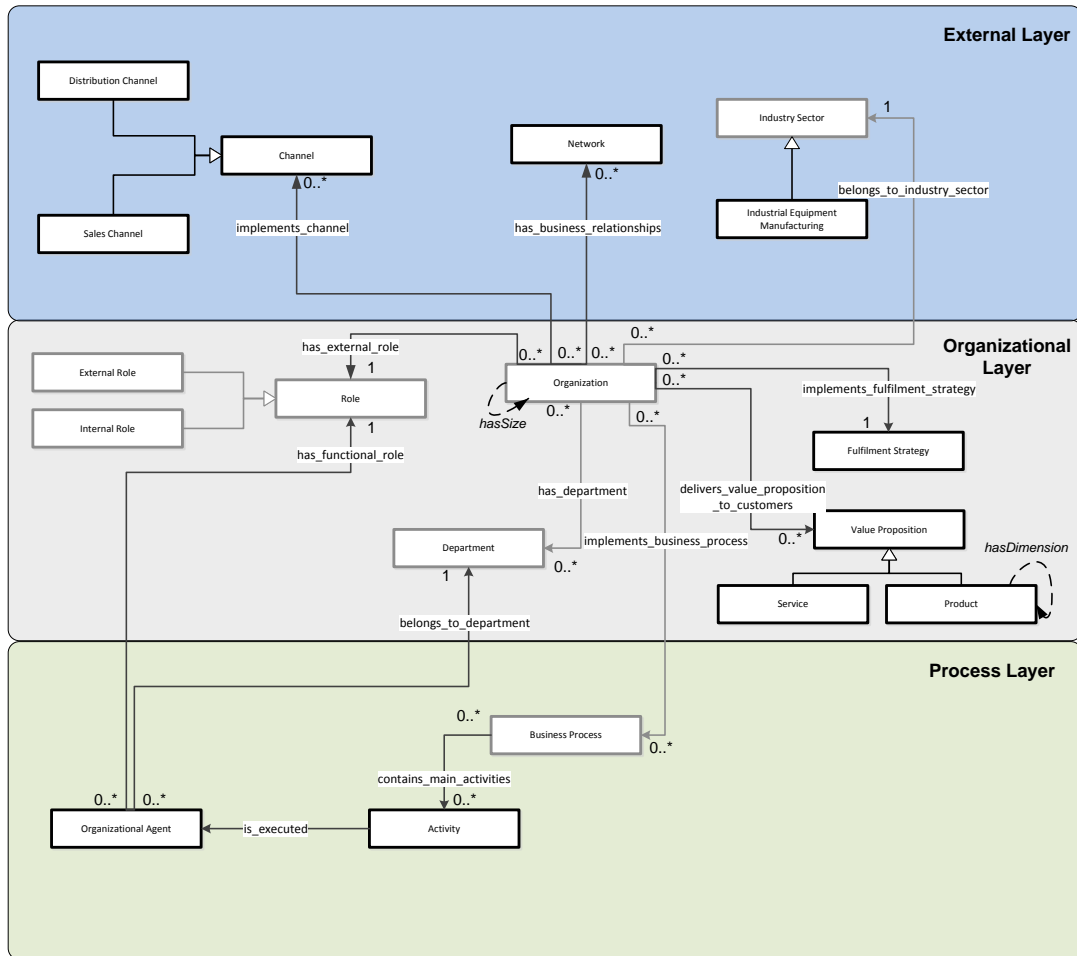 External Layer
Distribution Channel
Channel
0..*
Sales Channel
implements_channel
Network
0..*
has_business_relationships
Industry Sector
1
belongs_to_industry_sector
Industrial Equipment
Manufacturing
Organizational
Layer
has_external_role
1
0..*
0..*
0..*
0..*
0..*
0..*
Organization
0..*
0..*
hasSize
External Role
Internal Role
Role
1
has_functional_role
implements_fulfilment_strategy
1
Fulfilment Strategy
has_department
delivers_value_proposition
_to_customers
0..*
Value Proposition
implements_business_process
Department
1
0..*
hasDimension
Service
Product
belongs_to_department
Process Layer
0..*
Business Process
0..*
contains_main_activities
0..*
0..*
0..*
Organizational Agent
is_executed
Activity